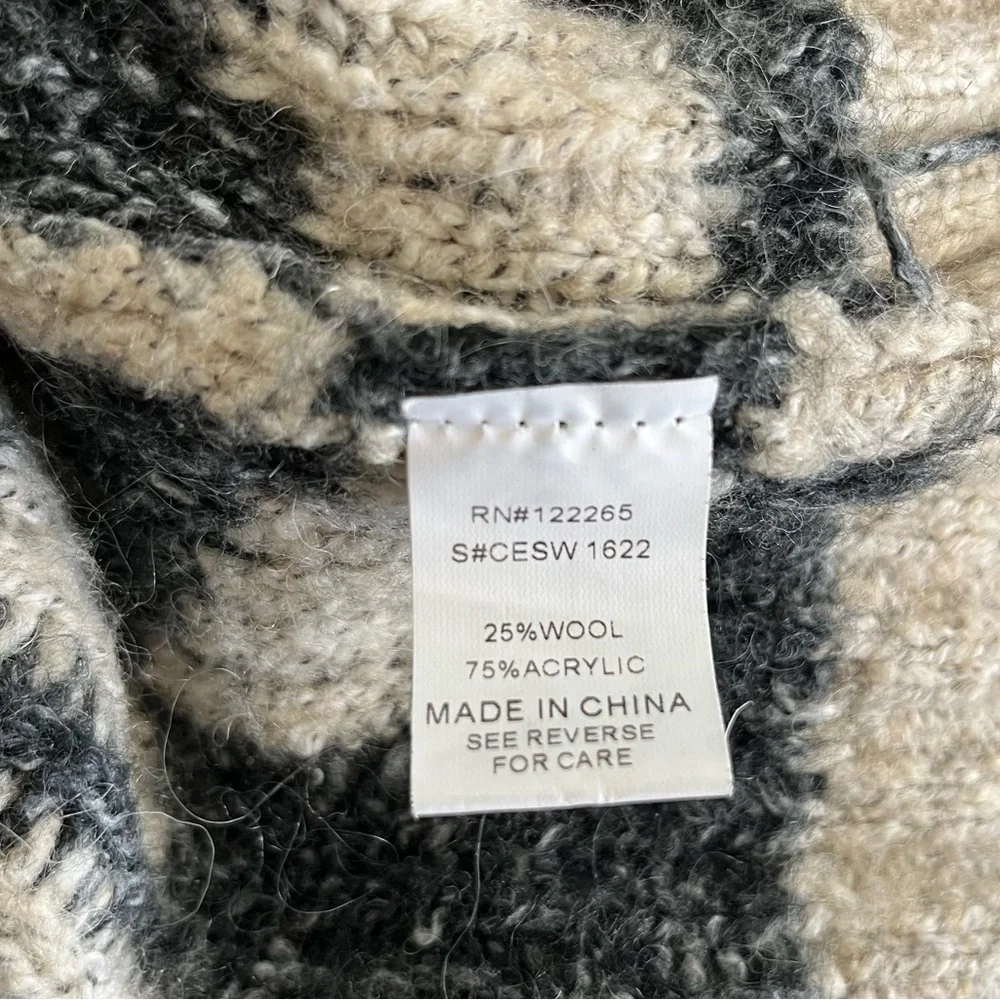 RN#122265
S#CESW 1622
25%WOOL
75%ACRYLIC
MADE IN CHINA
SEE REVERSE
FOR CARE